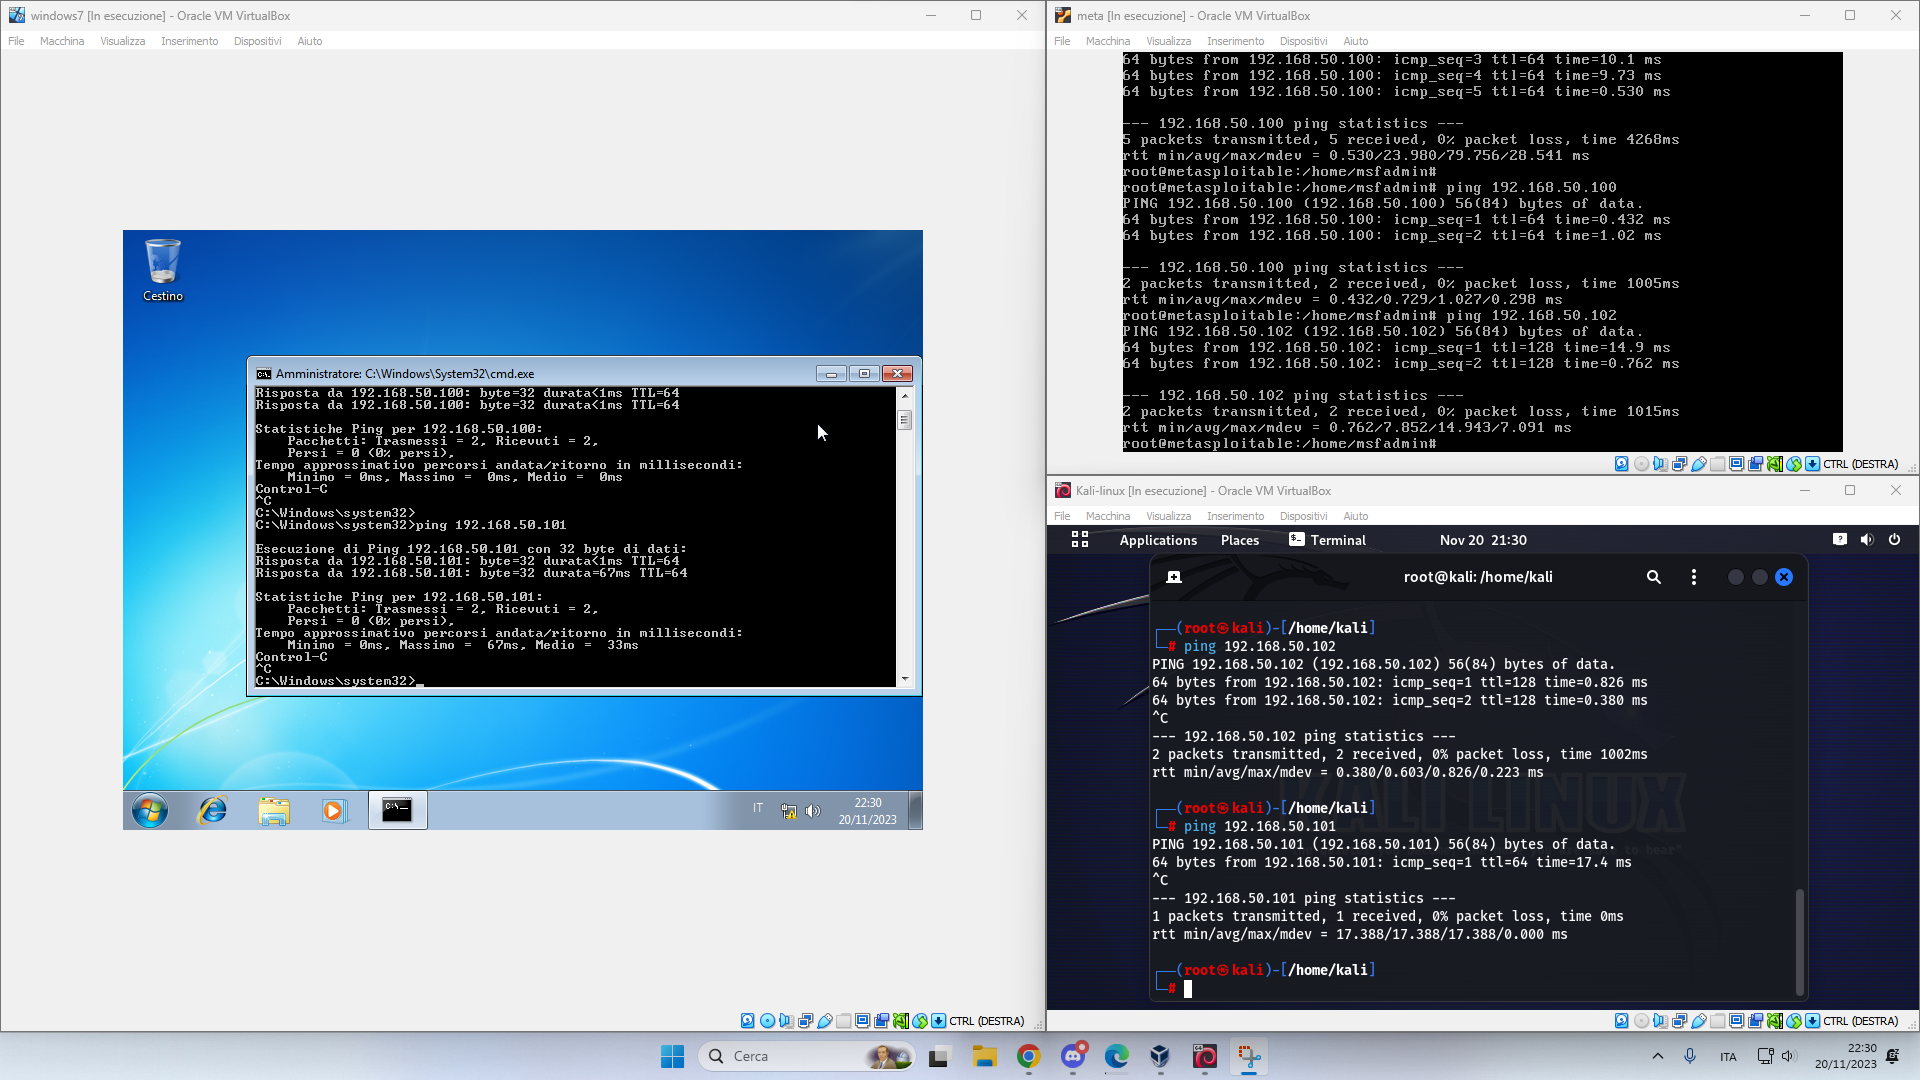 windows7 [In esecuzione] - Oracle VM VirtualBox
File Macchina Visualizza Inserimento Dispositivi Aiuto
Cestino
Amministratore: C:\Windows\System32\cmd.exe
Risposta da 192.168.50.100: byte=32 durata<1ms TTL=64
Risposta da 192.168.50.100: byte=32 durata<1ms TTL=64
Statistiche Ping per 192.168.50.100:
Pacchetti: Trasmessi = 2, Ricevuti = 2,
Persi = 0 (0% persi),
Tempo approssimativo percorsi andata/ritorno in millisecondi:
Minimo = 0ms, Massimo = 0ms, Medio = 0ms
Control-C
^C
C:\Windows\system32>
C:\Windows\system32>ping 192.168.50.101
Esecuzione di Ping 192.168.50.101 con 32 byte di dati:
Risposta da 192.168.50.101: byte=32 durata<1ms TTL=64
Risposta da 192.168.50.101: byte=32 durata=67ms TTL=64
Statistiche Ping per 192.168.50.101:
Pacchetti: Trasmessi = 2, Ricevuti = 2,
Persi = 0 (0% persi),
Tempo approssimativo percorsi andata/ritorno in millisecondi:
Minimo = 0ms, Massimo = 67ms, Medio = 33ms
Control-C
^C
C:\Windows\system32>_
IT
22:30
20/11/2023
CTRL (DESTRA)
meta [In esecuzione] - Oracle VM VirtualBox
File Macchina Visualizza Inserimento Dispositivi Aiuto
64 bytes from 192.168.50.100: icmp_seq=3 ttl=64 time=10.1 ms
64 bytes from 192.168.50.100: icmp_seq=4 ttl=64 time=9.73 ms
64 bytes from 192.168.50.100: icmp_seq=5 ttl=64 time=0.530 ms
--- 192.168.50.100 ping statistics ---
5 packets transmitted, 5 received, 0% packet loss, time 4268ms
rtt min/avg/max/mdev = 0.530/23.980/79.756/28.541 ms
root@metasploitable:/home/msfadmin#
root@metasploitable:/home/msfadmin# ping 192.168.50.100
PING 192.168.50.100 (192.168.50.100) 56(84) bytes of data.
64 bytes from 192.168.50.100: icmp_seq=1 ttl=64 time=0.432 ms
64 bytes from 192.168.50.100: icmp_seq=2 ttl=64 time=1.02 ms
--- 192.168.50.100 ping statistics ---
2 packets transmitted, 2 received, 0% packet loss, time 1005ms
rtt min/avg/max/mdev = 0.432/0.729/1.027/0.298 ms
root@metasploitable:/home/msfadmin# ping 192.168.50.102
PING 192.168.50.102 (192.168.50.102) 56(84) bytes of data.
64 bytes from 192.168.50.102: icmp_seq=1 ttl=128 time=14.9 ms
64 bytes from 192.168.50.102: icmp_seq=2 ttl=128 time=0.762 ms
--- 192.168.50.102 ping statistics ---
2 packets transmitted, 2 received, 0% packet loss, time 1015ms
rtt min/avg/max/mdev = 0.762/7.852/14.943/7.091 ms
root@metasploitable:/home/msfadmin#
CTRL (DESTRA)
Kali-linux [In esecuzione] - Oracle VM VirtualBox
File Macchina Visualizza Inserimento Dispositivi Aiuto
Applications Places Terminal Nov 20 21:30
root@kali: /home/kali
(root㉿kali)-[/home/kali]
# ping 192.168.50.102
PING 192.168.50.102 (192.168.50.102) 56(84) bytes of data.
64 bytes from 192.168.50.102: icmp_seq=1 ttl=128 time=0.826 ms
64 bytes from 192.168.50.102: icmp_seq=2 ttl=128 time=0.380 ms
^C
--- 192.168.50.102 ping statistics ---
2 packets transmitted, 2 received, 0% packet loss, time 1002ms
rtt min/avg/max/mdev = 0.380/0.603/0.826/0.223 ms
(root㉿kali)-[/home/kali]
# ping 192.168.50.101
PING 192.168.50.101 (192.168.50.101) 56(84) bytes of data.
64 bytes from 192.168.50.101: icmp_seq=1 ttl=64 time=17.4 ms
^C
--- 192.168.50.101 ping statistics ---
1 packets transmitted, 1 received, 0% packet loss, time 0ms
rtt min/avg/max/mdev = 17.388/17.388/17.388/0.000 ms
(root㉿kali)-[/home/kali]
#
KALI LINUX
CTRL (DESTRA)
Cerca
ITA
22:30
20/11/2023